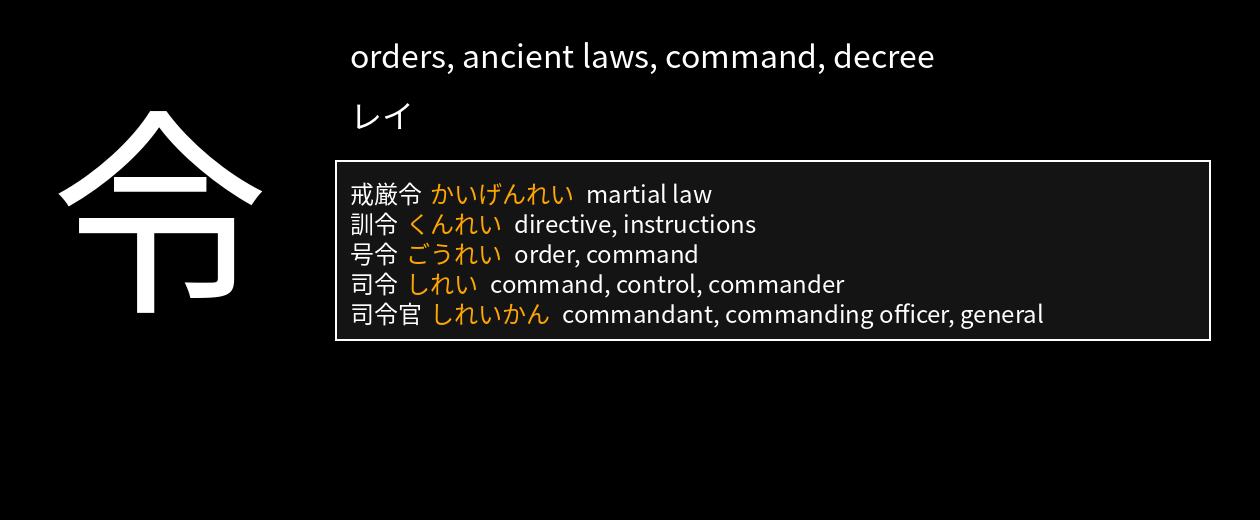 令
orders, ancient laws, command, decree
レイ
戒厳令 かいげんれい martial law
訓令 くんれい directive, instructions
号令 ごうれい order, command
司令 しれい command, control, commander
司令官 しれいかん commandant, commanding officer, general